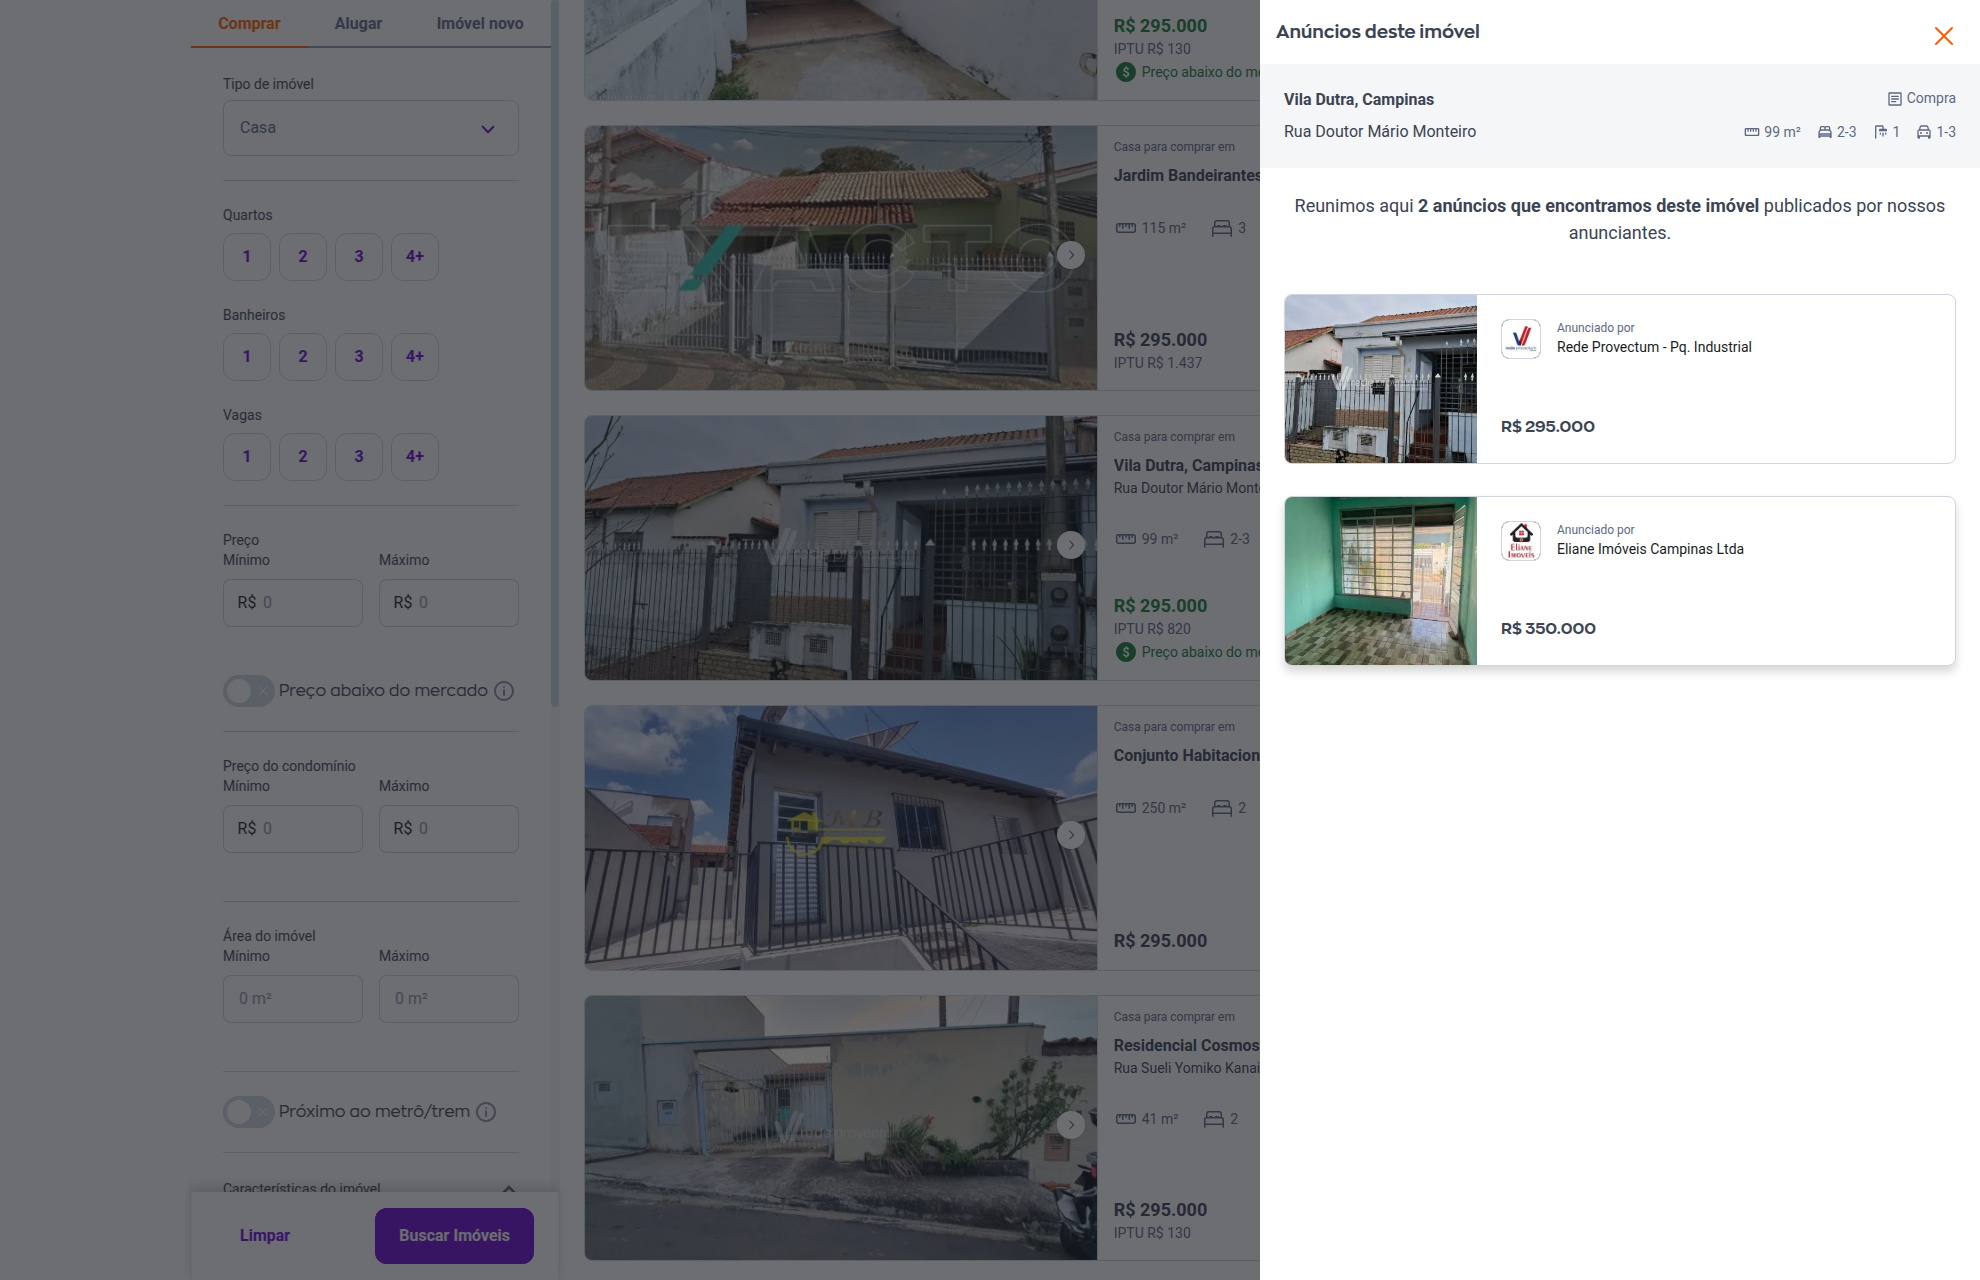 Comprar
Alugar
Imóvel novo
Tipo de imóvel
Casa
Quartos
1
2
3
4+
Banheiros
1
2
3
4+
Vagas
1
2
3
4+
Preço
Mínimo
Máximo
R$ 0
R$ 0
Preço abaixo do mercado
Preço do condomínio
Mínimo
Máximo
R$ 0
R$ 0
Área do imóvel
Mínimo
Máximo
0 m²
0 m²
Próximo ao metrô/trem
Características do imóvel
Limpar
Buscar Imóveis
R$ 295.000
IPTU R$ 130
Preço abaixo do me
EXACTO
Casa para comprar em
Jardim Bandeirantes
115 m²
3
R$ 295.000
IPTU R$ 1.437
Casa para comprar em
Vila Dutra, Campinas
Rua Doutor Mário Monte
99 m²
2-3
R$ 295.000
IPTU R$ 820
Preço abaixo do me
MB
Casa para comprar em
Conjunto Habitacion
250 m²
2
R$ 295.000
Casa para comprar em
Residencial Cosmos
Rua Sueli Yomiko Kanai
41 m²
2
R$ 295.000
IPTU R$ 130
Anúncios deste imóvel
Vila Dutra, Campinas
Compra
Rua Doutor Mário Monteiro
99 m²
2-3
1
1-3
Reunimos aqui 2 anúncios que encontramos deste imóvel publicados por nossos
anunciantes.
Anunciado por
Rede Provectum - Pq. Industrial
R$ 295.000
Eliane
Imóveis
Anunciado por
Eliane Imóveis Campinas Ltda
R$ 350.000